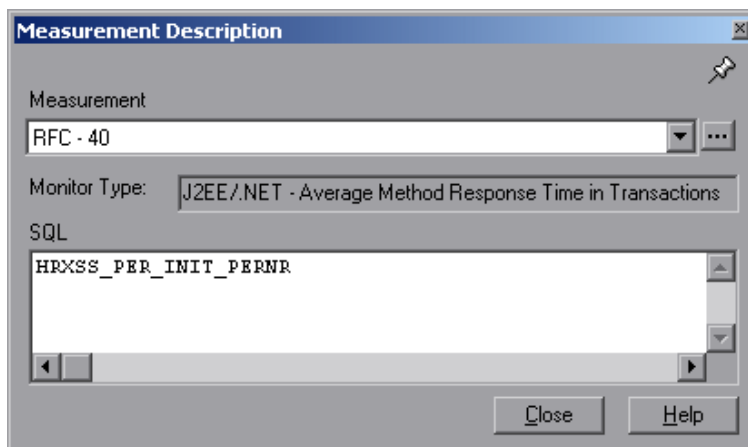 Measurement Description
Measurement
RFC - 40
...
Monitor Type: J2EE/.NET - Average Method Response Time in Transactions
SQL
HRXSS_PER_INIT_PERNR
Close Help